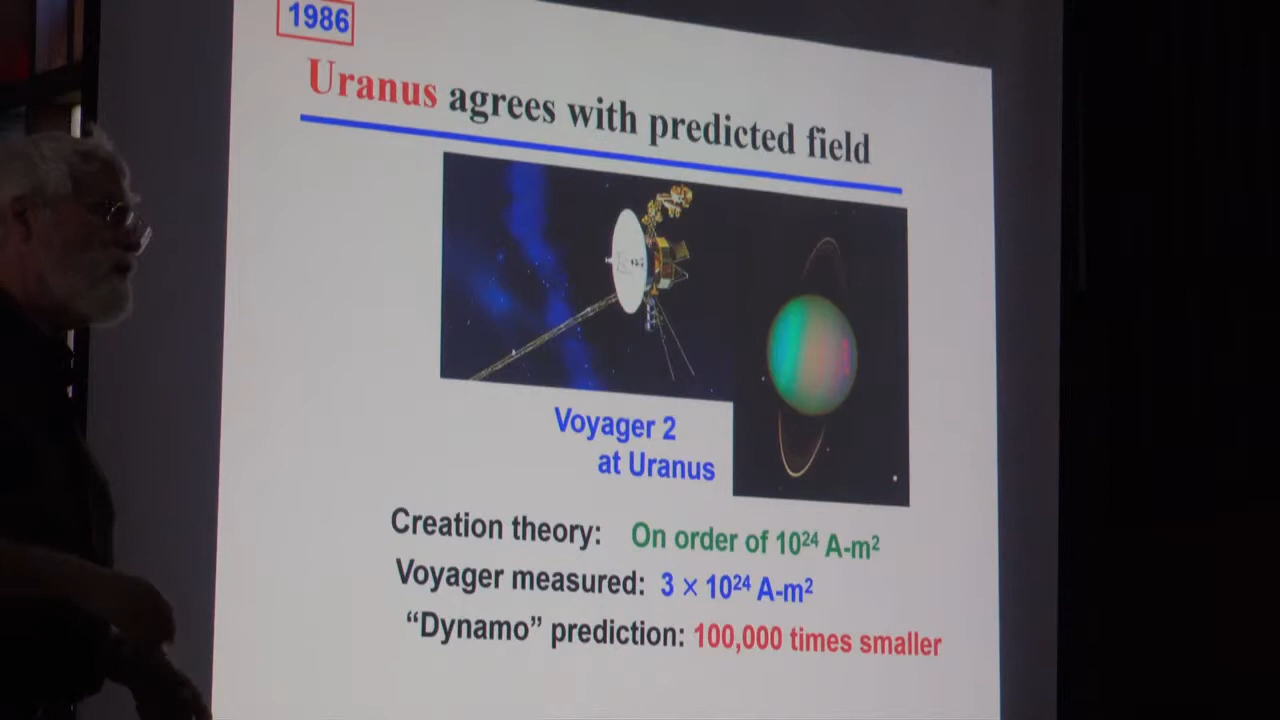 1986
Uranus agrees with predicted field
Voyager 2
at Uranus
Creation theory: On order of 10²⁴ A-m²
Voyager measured: 3 × 10²⁴ A-m²
“Dynamo” prediction: 100,000 times smaller